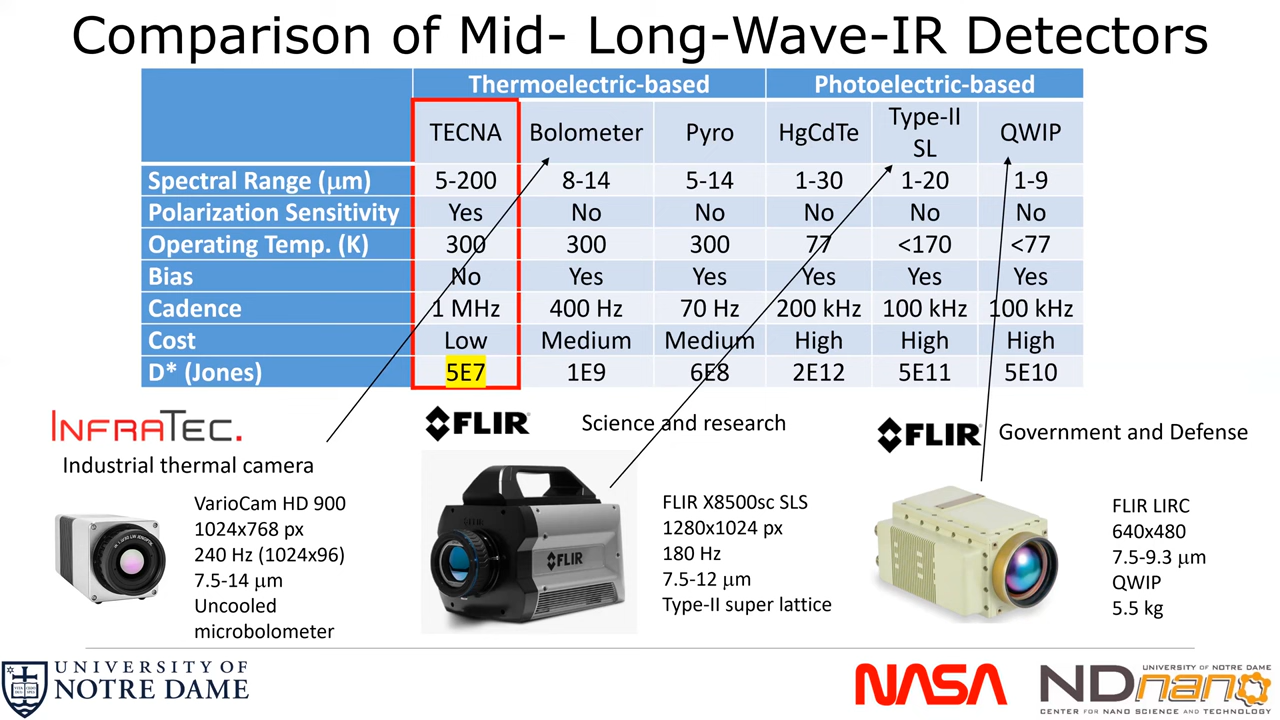 Comparison of Mid- Long-Wave-IR Detectors
Thermoelectric-based Photoelectric-based
TECNA Bolometer Pyro HgCdTe Type-II SL QWIP
Spectral Range (μm) 5-200 8-14 5-14 1-30 1-20 1-9
Polarization Sensitivity Yes No No No No No
Operating Temp. (K) 300 300 300 77 <170 <77
Bias No Yes Yes Yes Yes Yes
Cadence 1 MHz 400 Hz 70 Hz 200 kHz 100 kHz 100 kHz
Cost Low Medium Medium High High High
D* (Jones) 5E7 1E9 6E8 2E12 5E11 5E10
INFRATEC.
Industrial thermal camera
VarioCam HD 900
1024x768 px
240 Hz (1024x96)
7.5-14 μm
Uncooled
microbolometer
FLIR
Science and research
FLIR
FLIR X8500sc SLS
1280x1024 px
180 Hz
7.5-12 μm
Type-II super lattice
FLIR
Government and Defense
FLIR LIRC
640x480
7.5-9.3 μm
QWIP
5.5 kg
UNIVERSITY OF
NOTRE DAME
NASA
UNIVERSITY OF NOTRE DAME
NDnano
CENTER FOR NANO SCIENCE AND TECHNOLOGY